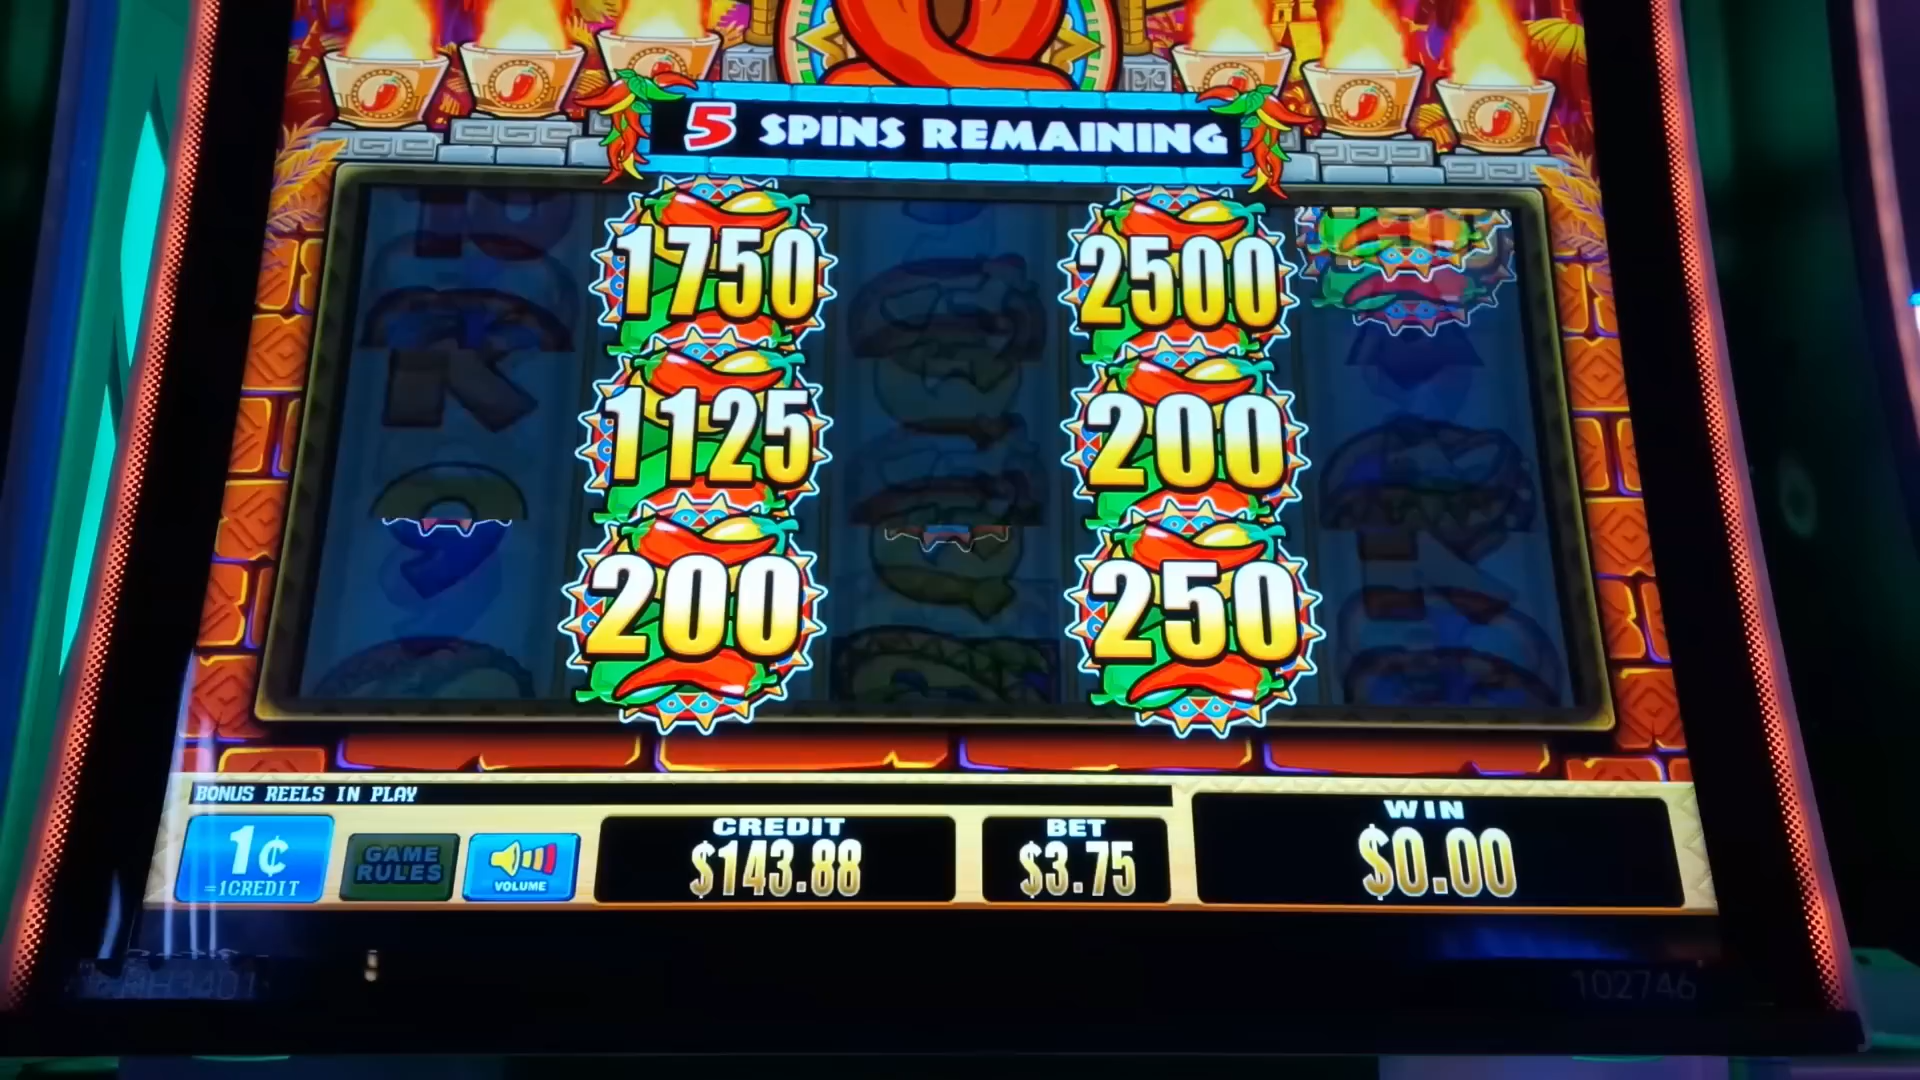 5 SPINS REMAINING
1750
2500
1125
200
200
250
K
BONUS REELS IN PLAY
1¢
=1CREDIT
GAME
RULES
VOLUME
CREDIT
$143.88
BET
$3.75
WIN
$0.00
102746